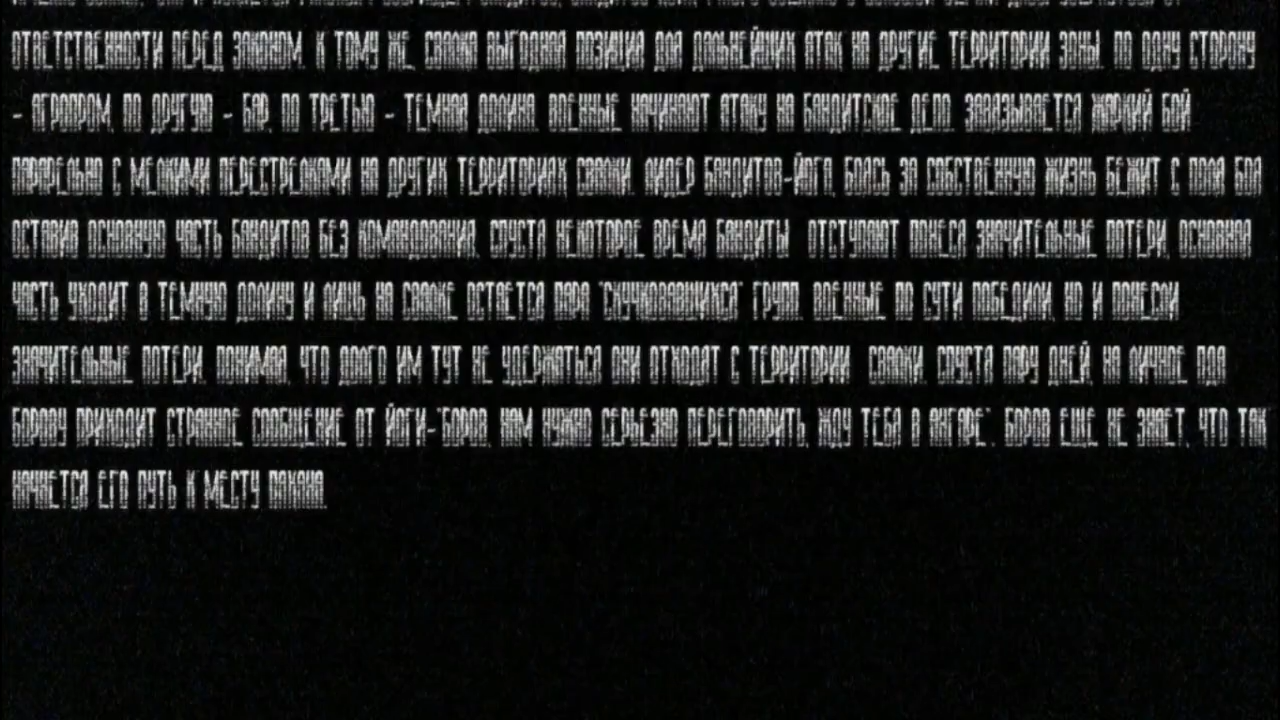 ОТВЕТСТВЕННОСТИ ПЕРЕД ЗАКОНОМ. К ТОМУ ЖЕ, СВАЛКА ВЫГОДНАЯ ПОЗИЦИЯ ДЛЯ ДАЛЬНЕЙШИХ АТАК НА ДРУГИЕ ТЕРРИТОРИИ ЗОНЫ. ПО ОДНУ СТОРОНУ
- АГРОПРОМ, ПО ДРУГУЮ - БАР, ПО ТРЕТЬЮ - ТЕМНАЯ ДОЛИНА. ВОЕННЫЕ НАЧИНАЮТ АТАКУ НА БАНДИТСКОЕ ДЕПО. ЗАВЯЗЫВАЕТСЯ ЖАРКИЙ БОЙ
ПАРАЛЕЛЬНО С МЕЛКИМИ ПЕРЕСТРЕЛКАМИ НА ДРУГИХ ТЕРРИТОРИЯХ СВАЛКИ. ЛИДЕР БАНДИТОВ-ЙОГА, БОЯСЬ ЗА СОБСТВЕННУЮ ЖИЗНЬ БЕЖИТ С ПОЛЯ БОЯ
ОСТАВИВ ОСНОВНУЮ ЧАСТЬ БАНДИТОВ БЕЗ КОМАНДОВАНИЯ. СПУСТЯ НЕКОТОРОЕ ВРЕМЯ БАНДИТЫ ОТСТУПАЮТ ПОНЕСЯ ЗНАЧИТЕЛЬНЫЕ ПОТЕРИ. ОСНОВНАЯ
ЧАСТЬ УХОДИТ В ТЕМНУЮ ДОЛИНУ И ЛИШЬ НА СВАЛКЕ ОСТАЕТСЯ ПАРА "СКУЧКОВАВШИХСЯ" ГРУПП. ВОЕННЫЕ ПО СУТИ ПОБЕДИЛИ, НО И ПОНЕСЛИ
ЗНАЧИТЕЛЬНЫЕ ПОТЕРИ. ПОНИМАЯ, ЧТО ДОЛГО ИМ ТУТ НЕ УДЕРЖАТЬСЯ ОНИ ОТХОДЯТ С ТЕРРИТОРИИ СВАЛКИ. СПУСТЯ ПАРУ ДНЕЙ, НА ЛИЧНОЕ ПДА
БОРОВУ ПРИХОДИТ СТРАННОЕ СООБЩЕНИЕ ОТ ЙОГИ-"БОРОВ, НАМ НУЖНО СЕРЬЕЗНО ПЕРЕГОВОРИТЬ, ЖДУ ТЕБЯ В АНГАРЕ". БОРОВ ЕЩЕ НЕ ЗНАЕТ, ЧТО ТАК
НАЧНЕТСЯ ЕГО ПУТЬ К МЕСТУ ПАХАНА.